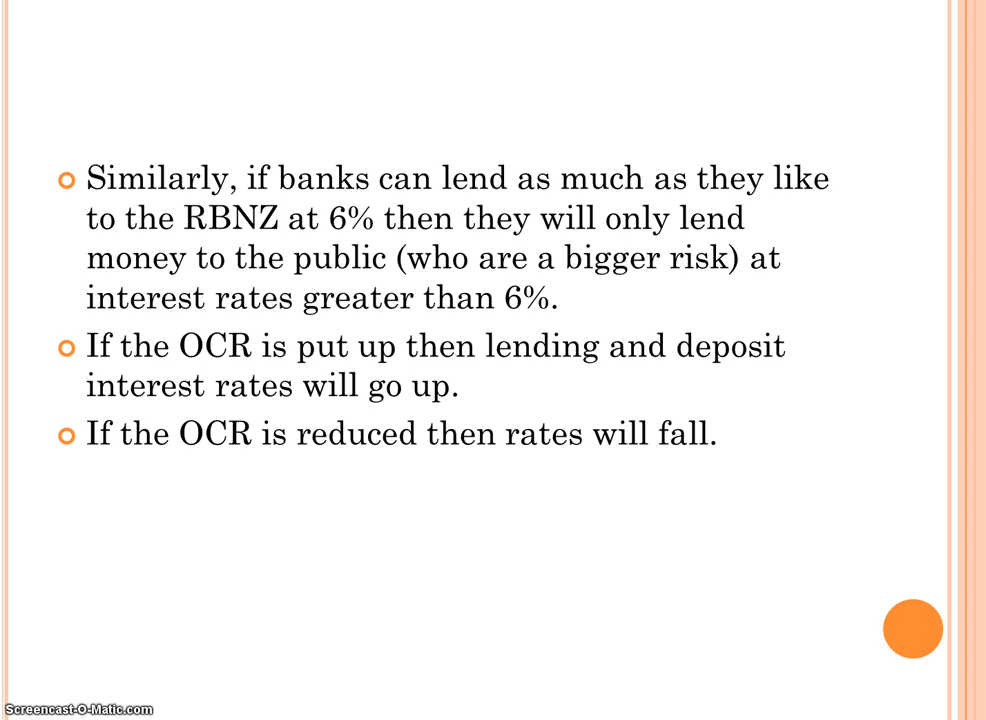 Similarly, if banks can lend as much as they like
to the RBNZ at 6% then they will only lend
money to the public (who are a bigger risk) at
interest rates greater than 6%.
If the OCR is put up then lending and deposit
interest rates will go up.
If the OCR is reduced then rates will fall.
Screencast-O-Matic.com